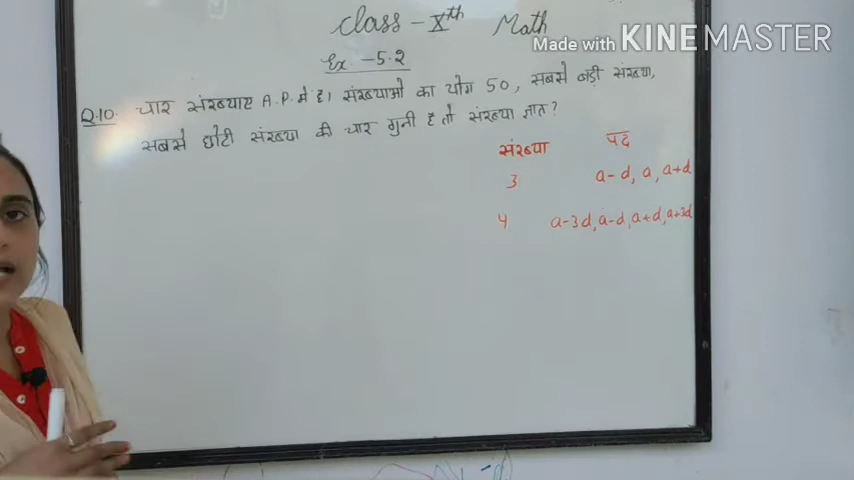 Class - Xth Math
Made with KINEMASTER
Ex. - 5.2
Q.10. चार संख्याए A.P. मे है। संख्याओ का योग 50, सबसे बड़ी संख्या,
सबसे छोटी संख्या की चार गुनी है तो संख्या ज्ञात?
संख्या पद
3 a-d, a, a+d
4 a-3d, a-d, a+d, a+3d